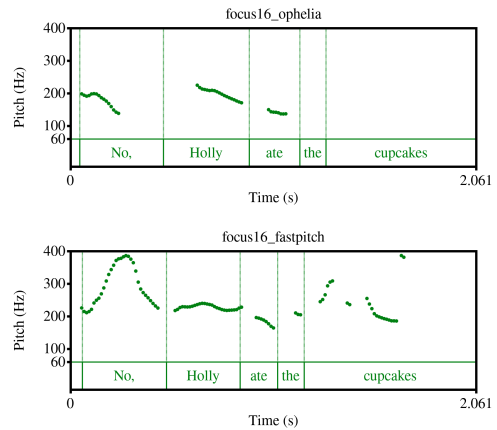 focus16_ophelia
400
300
200
100
60
Pitch (Hz)
No, Holly ate the cupcakes
0 2.061
Time (s)
focus16_fastpitch
400
300
200
100
60
Pitch (Hz)
No, Holly ate the cupcakes
0 2.061
Time (s)